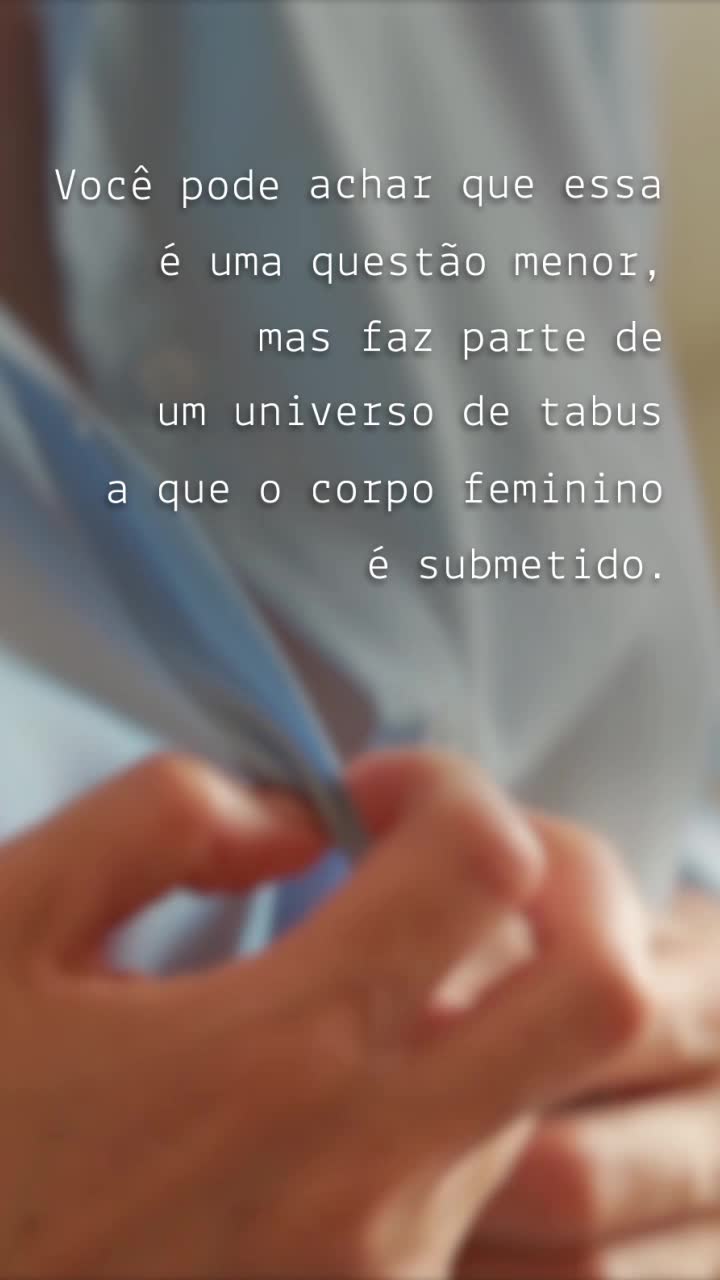 Você pode achar que essa
é uma questão menor,
mas faz parte de
um universo de tabus
a que o corpo feminino
é submetido.